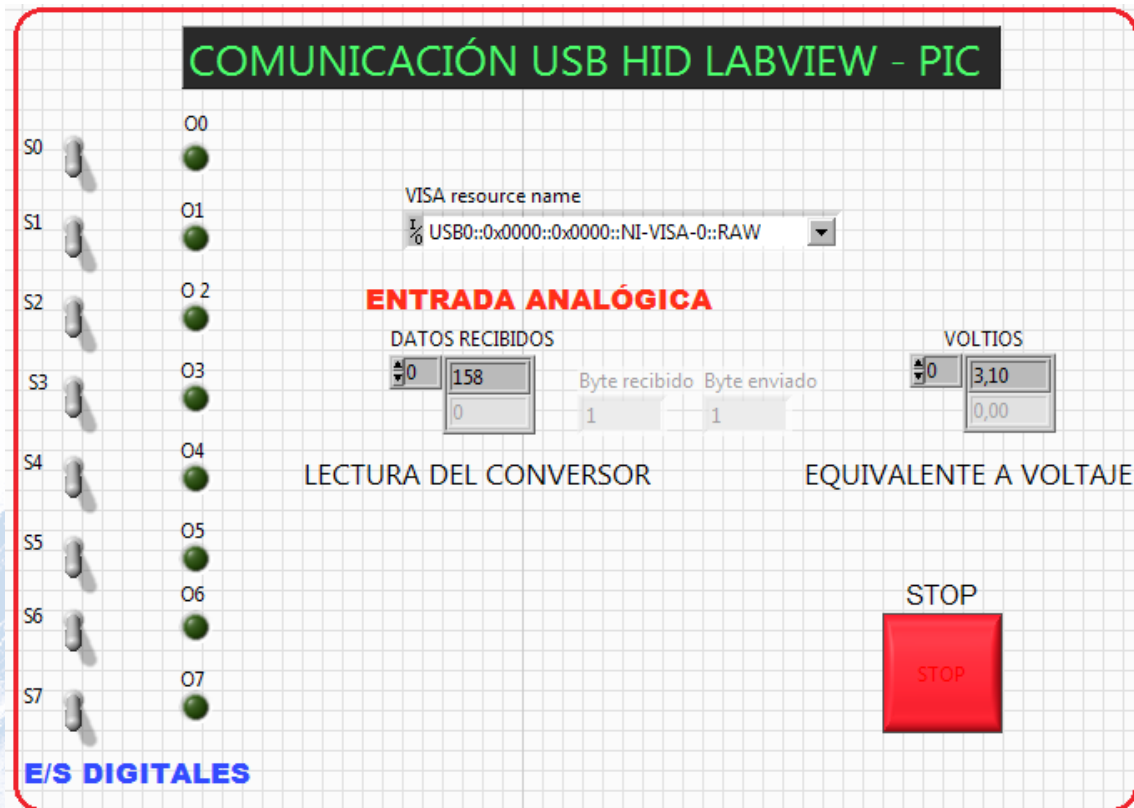 COMUNICACIÓN USB HID LABVIEW - PIC
S0
O0
S1
O1
S2
O 2
S3
O3
S4
O4
S5
O5
S6
O6
S7
O7
E/S DIGITALES
VISA resource name
I/O USB0::0x0000::0x0000::NI-VISA-0::RAW
ENTRADA ANALÓGICA
DATOS RECIBIDOS
0 158
0
Byte recibido Byte enviado
1 1
VOLTIOS
0 3,10
0,00
LECTURA DEL CONVERSOR
EQUIVALENTE A VOLTAJE
STOP
STOP